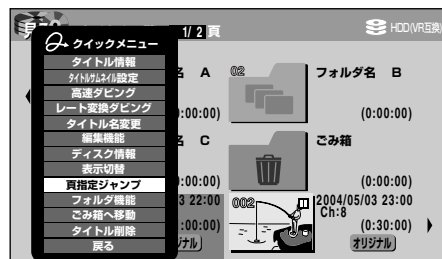 1/ 2 頁
HDD(VR互換)
クイックメニュー
タイトル情報
タイトルサムネイル設定
高速ダビング
レート変換ダビング
タイトル名変更
編集機能
ディスク情報
表示切替
頁指定ジャンプ
フォルダ機能
ごみ箱へ移動
タイトル削除
戻る
A
:00:00)
02
フォルダ名 B
(0:00:00)
C
:00:00)
ごみ箱
(0:00:00)
3 22:00
:00:00)
002
2004/05/03 23:00
Ch:8
(0:30:00)
オリジナル